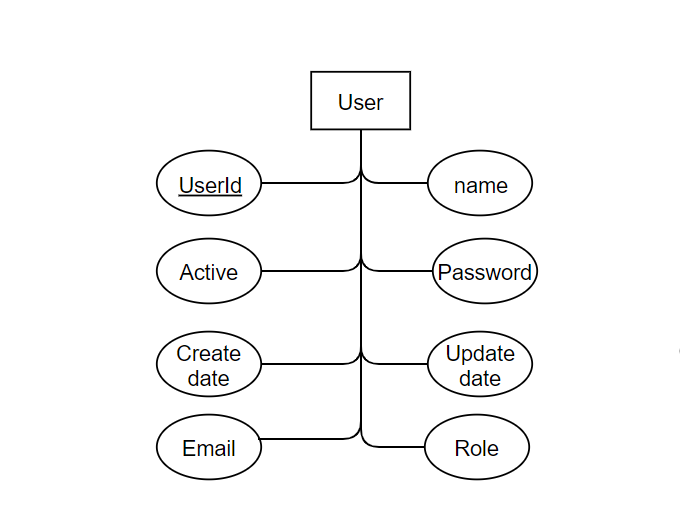 User
UserId
name
Active
Password
Create
date
Update
date
Email
Role